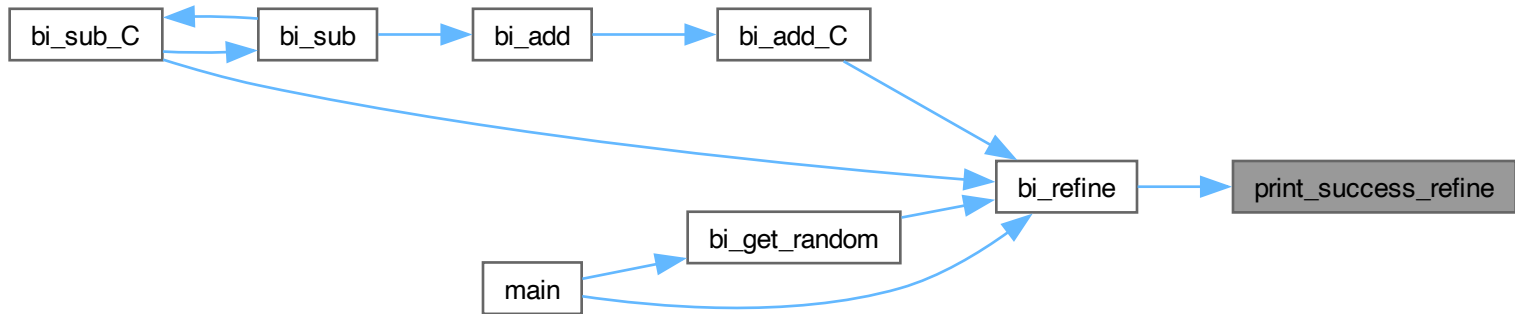 bi_sub_C
bi_sub
bi_add
bi_add_C
bi_refine
print_success_refine
bi_get_random
main